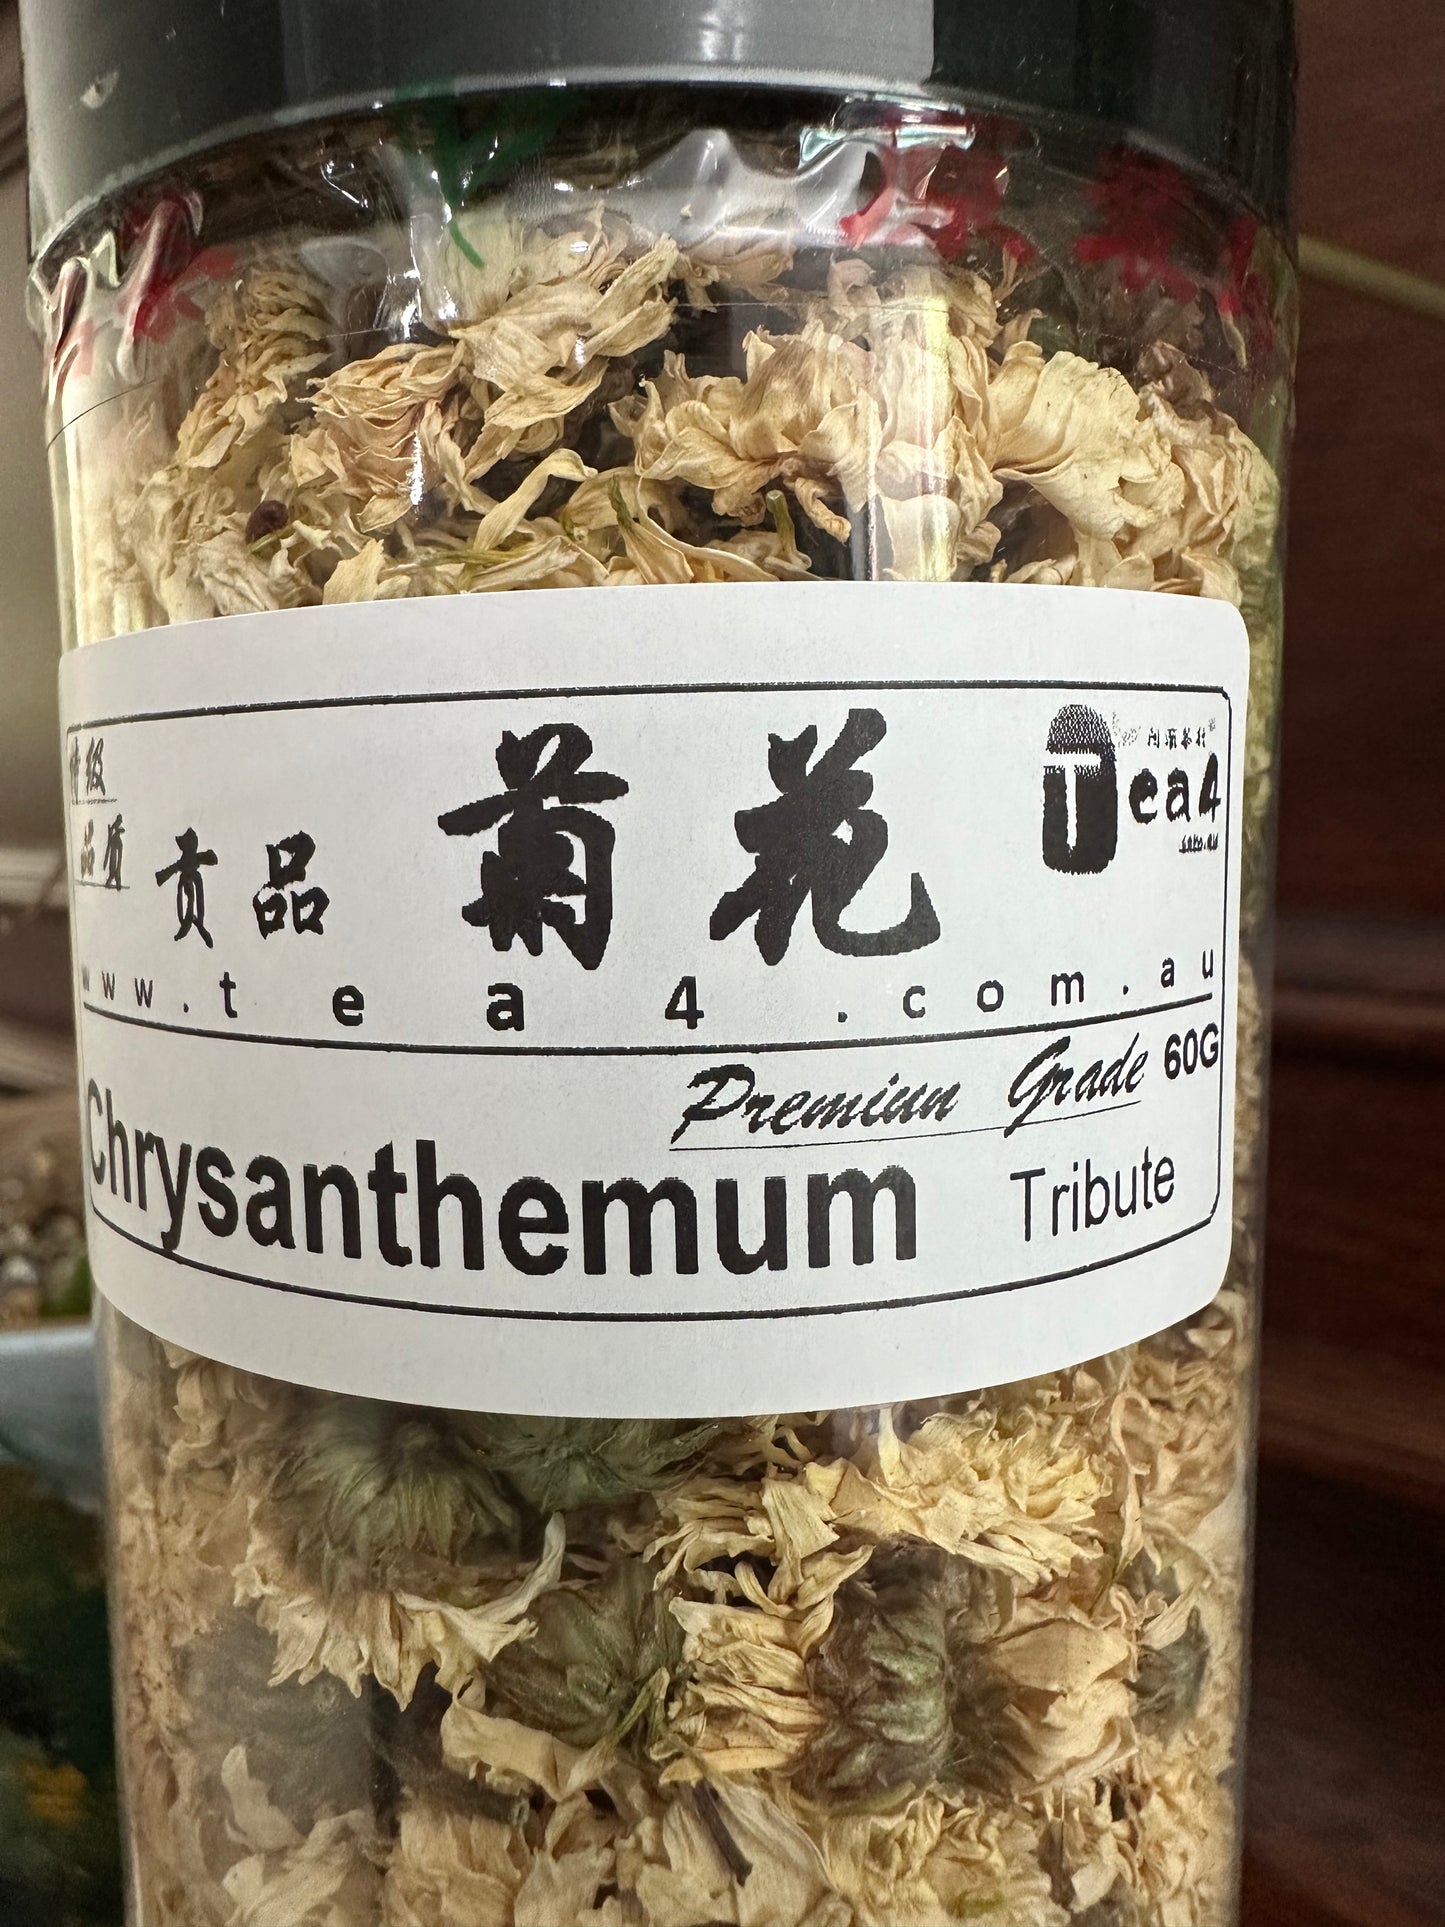 特级
品质
贡品
菊花
Tea4
www.tea4.com.au
Premium Grade 60G
Chrysanthemum Tribute